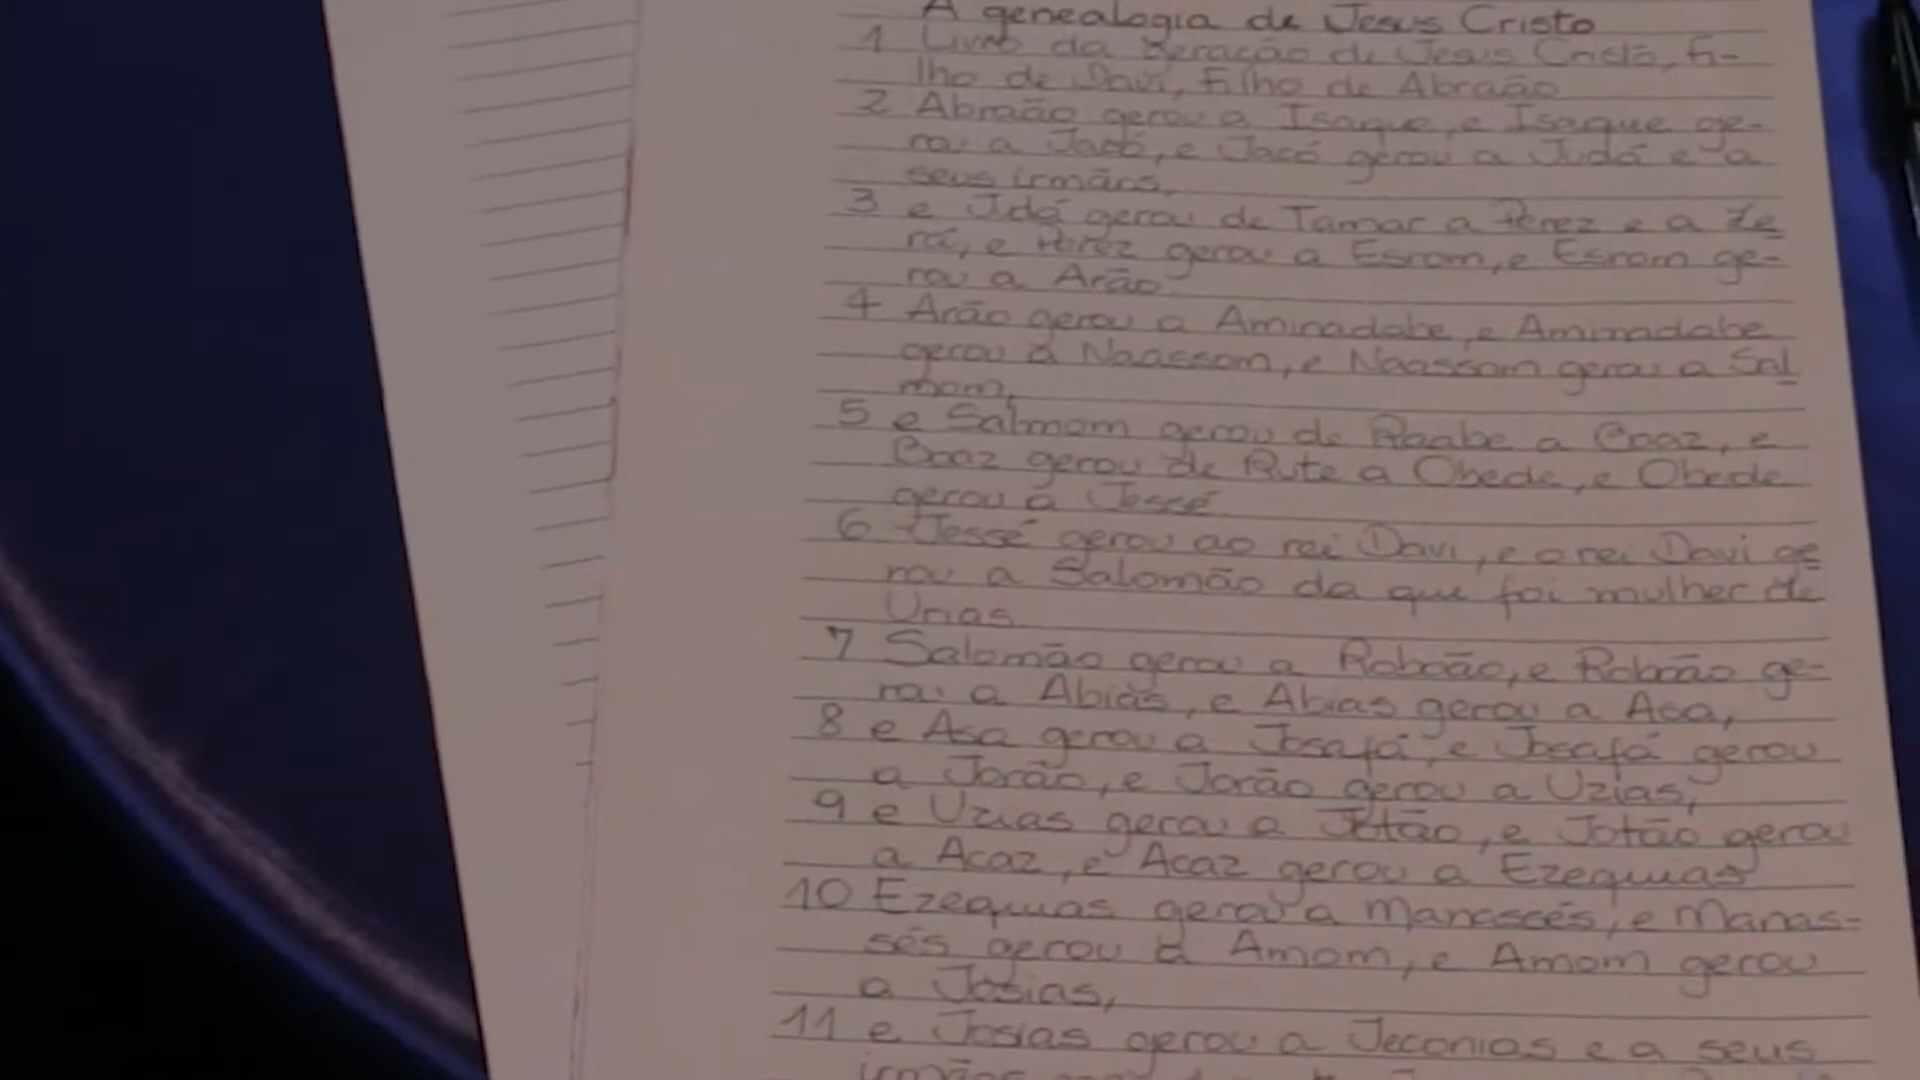 A genealogia de Jesus Cristo
1 Livro da Geração de Jesus Cristo, fi-
lho de Davi, Filho de Abraão
2 Abraão gerou a Isaque, e Isaque ge-
rou a Jacó, e Jacó gerou a Judá e a
seus irmãos,
3 e Judá gerou de Tamar a Perez e a Ze
rá, e Perez gerou a Esrom, e Esrom ge-
rou a Arão
4 Arão gerou a Aminadabe, e Aminadabe
gerou a Naassom, e Naassom gerou a Sal
mom,
5 e Salmom gerou de Raabe a Booz, e
Booz gerou de Rute a Obede, e Obede
gerou a Jessé.
6 Jessé gerou ao rei Davi, e o rei Davi ge
rou a Salomão da que foi mulher de
Urias
7 Salomão gerou a Roboão, e Roboão ge-
rou a Abias, e Abias gerou a Asa,
8 e Asa gerou a Josafá, e Josafá gerou
a Jorão, e Jorão gerou a Uzias,
9 e Uzias gerou a Jotão, e Jotão gerou
a Acaz, e Acaz gerou a Ezequias
10 Ezequias gerou a Manassés, e Manas-
sés gerou a Amom, e Amom gerou
a Josias,
11 e Josias gerou a Jeconias e a seus
irmãos